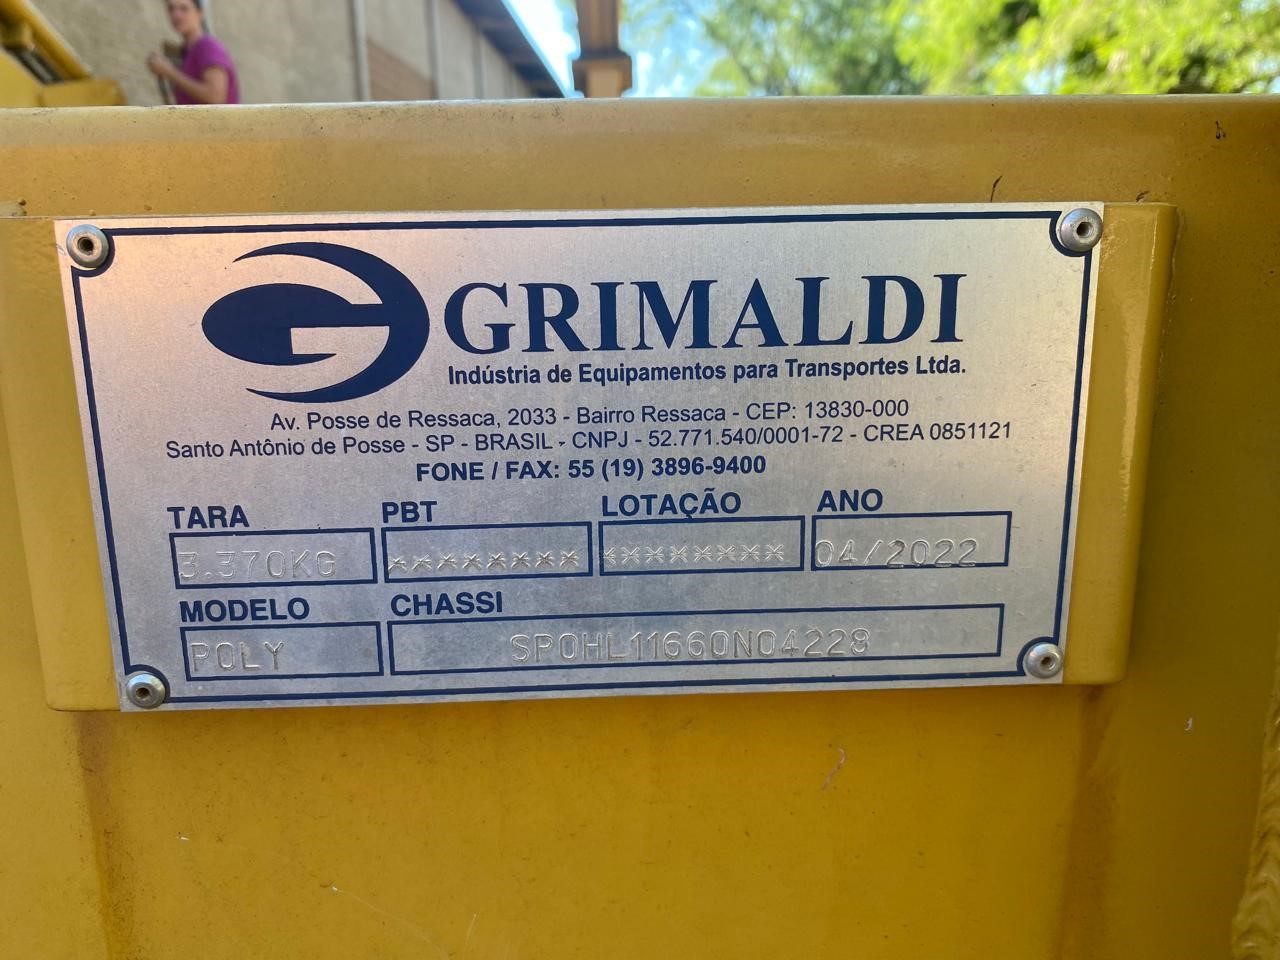 GRIMALDI
Indústria de Equipamentos para Transportes Ltda.
Av. Posse de Ressaca, 2033 - Bairro Ressaca - CEP: 13830-000
Santo Antônio de Posse - SP - BRASIL - CNPJ - 52.771.540/0001-72 - CREA 0851121
FONE / FAX: 55 (19) 3896-9400
TARA PBT LOTAÇÃO ANO
3.370KG ******** ******** 04/2022
MODELO CHASSI
POLY SP0HL11660N04228